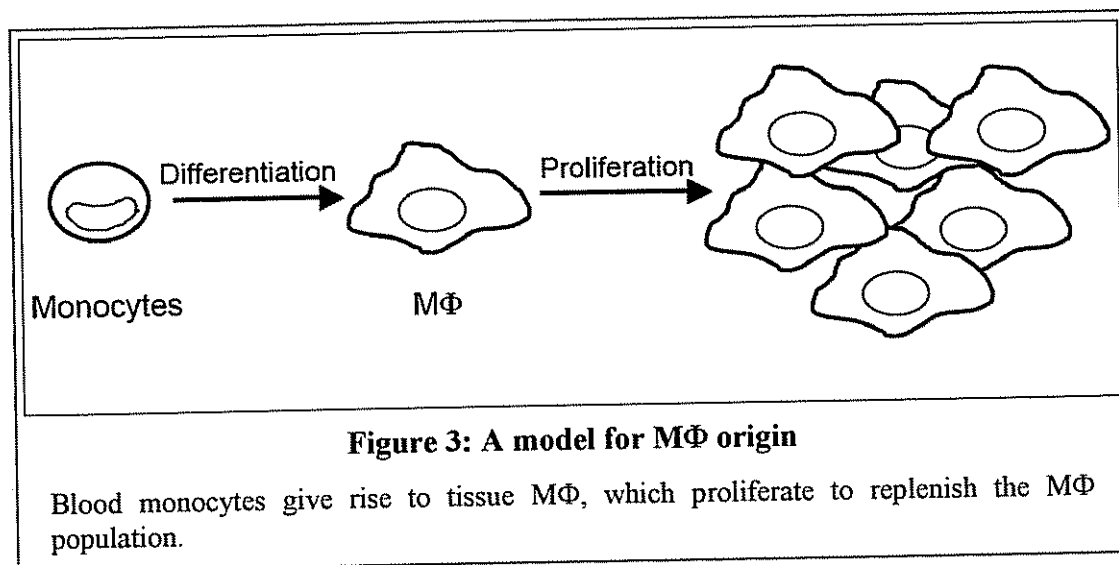 Differentiation
Proliferation
Monocytes
MΦ
Figure 3: A model for MΦ origin
Blood monocytes give rise to tissue MΦ, which proliferate to replenish the MΦ
population.